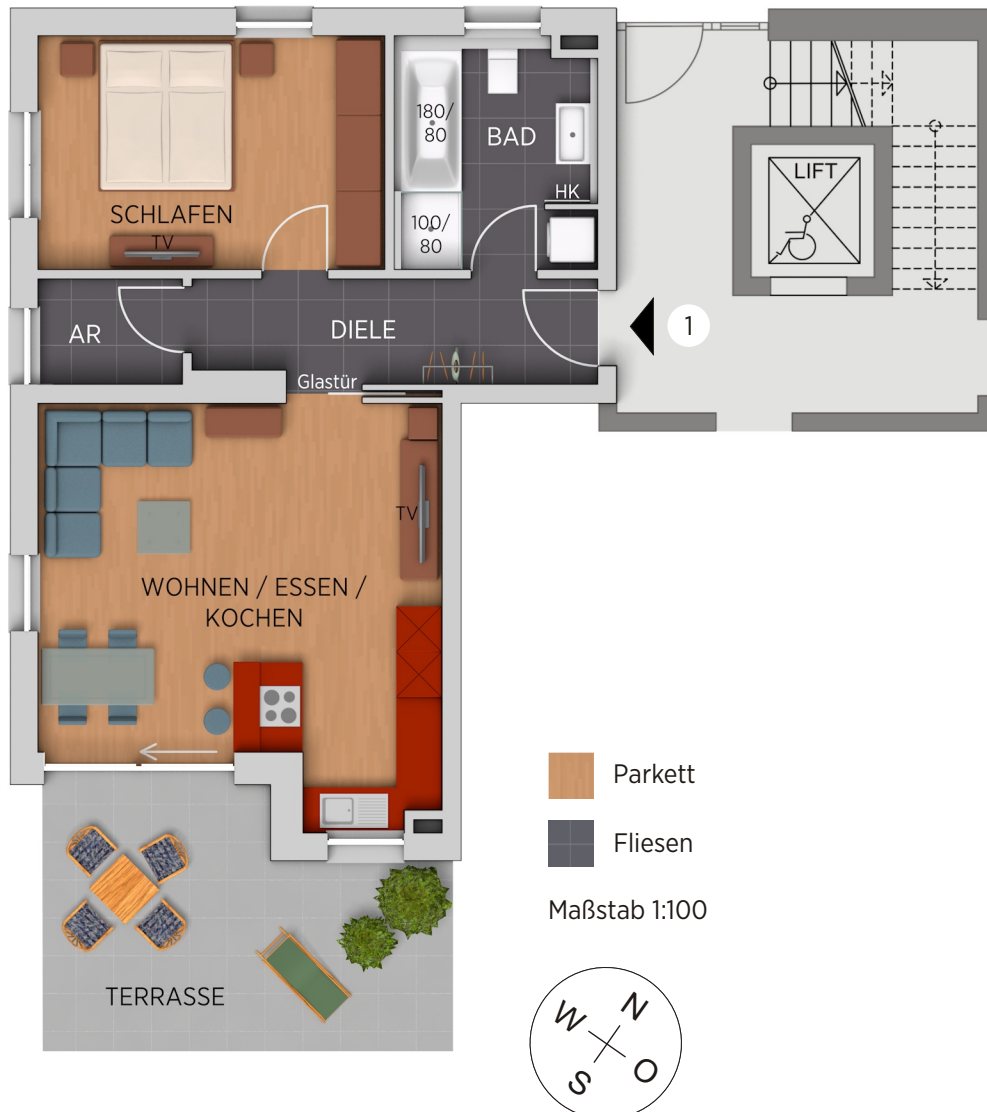 180/
80
BAD
LIFT
HK
SCHLAFEN
TV
100/
80
AR
DIELE
1
Glastür
TV
WOHNEN / ESSEN /
KOCHEN
Parkett
Fliesen
Maßstab 1:100
TERRASSE
N
W
O
S